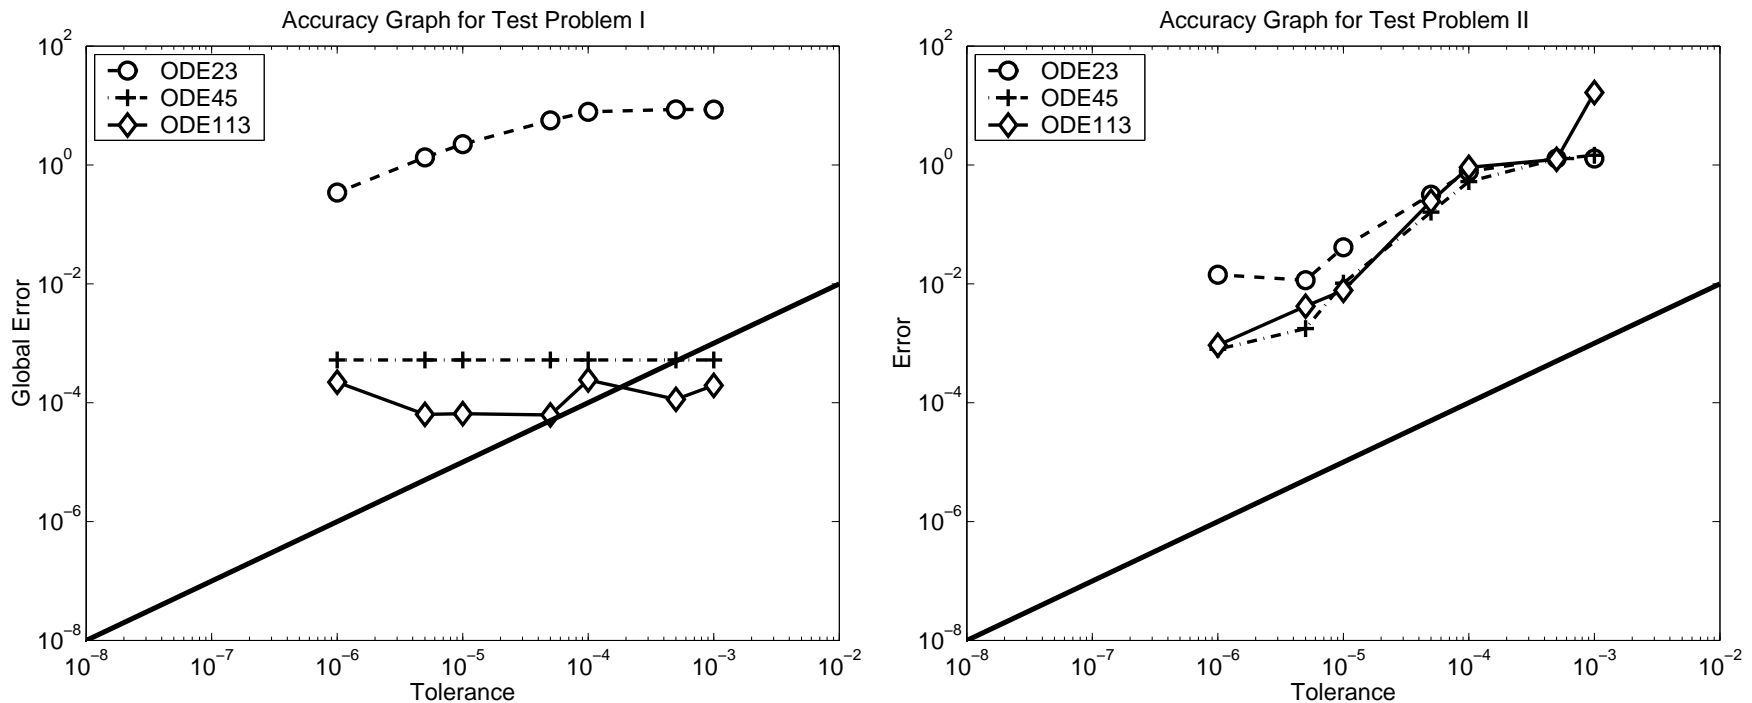 Accuracy Graph for Test Problem I
10^2
10^0
10^−2
10^−4
10^−6
10^−8
Global Error
ODE23
ODE45
ODE113
10^−8 10^−7 10^−6 10^−5 10^−4 10^−3 10^−2
Tolerance
Accuracy Graph for Test Problem II
10^2
10^0
10^−2
10^−4
10^−6
10^−8
Error
ODE23
ODE45
ODE113
10^−8 10^−7 10^−6 10^−5 10^−4 10^−3 10^−2
Tolerance